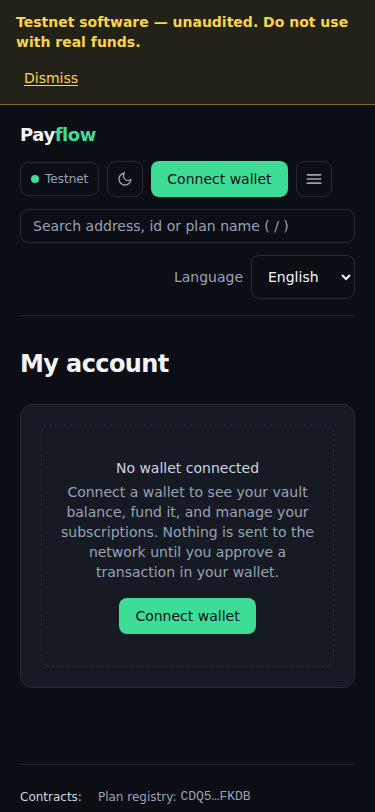 Testnet software — unaudited. Do not use
with real funds.
Dismiss
Payflow
Testnet
Connect wallet
Search address, id or plan name ( / )
Language
English
My account
No wallet connected
Connect a wallet to see your vault
balance, fund it, and manage your
subscriptions. Nothing is sent to the
network until you approve a
transaction in your wallet.
Connect wallet
Contracts: Plan registry: CDQ5…FKDB